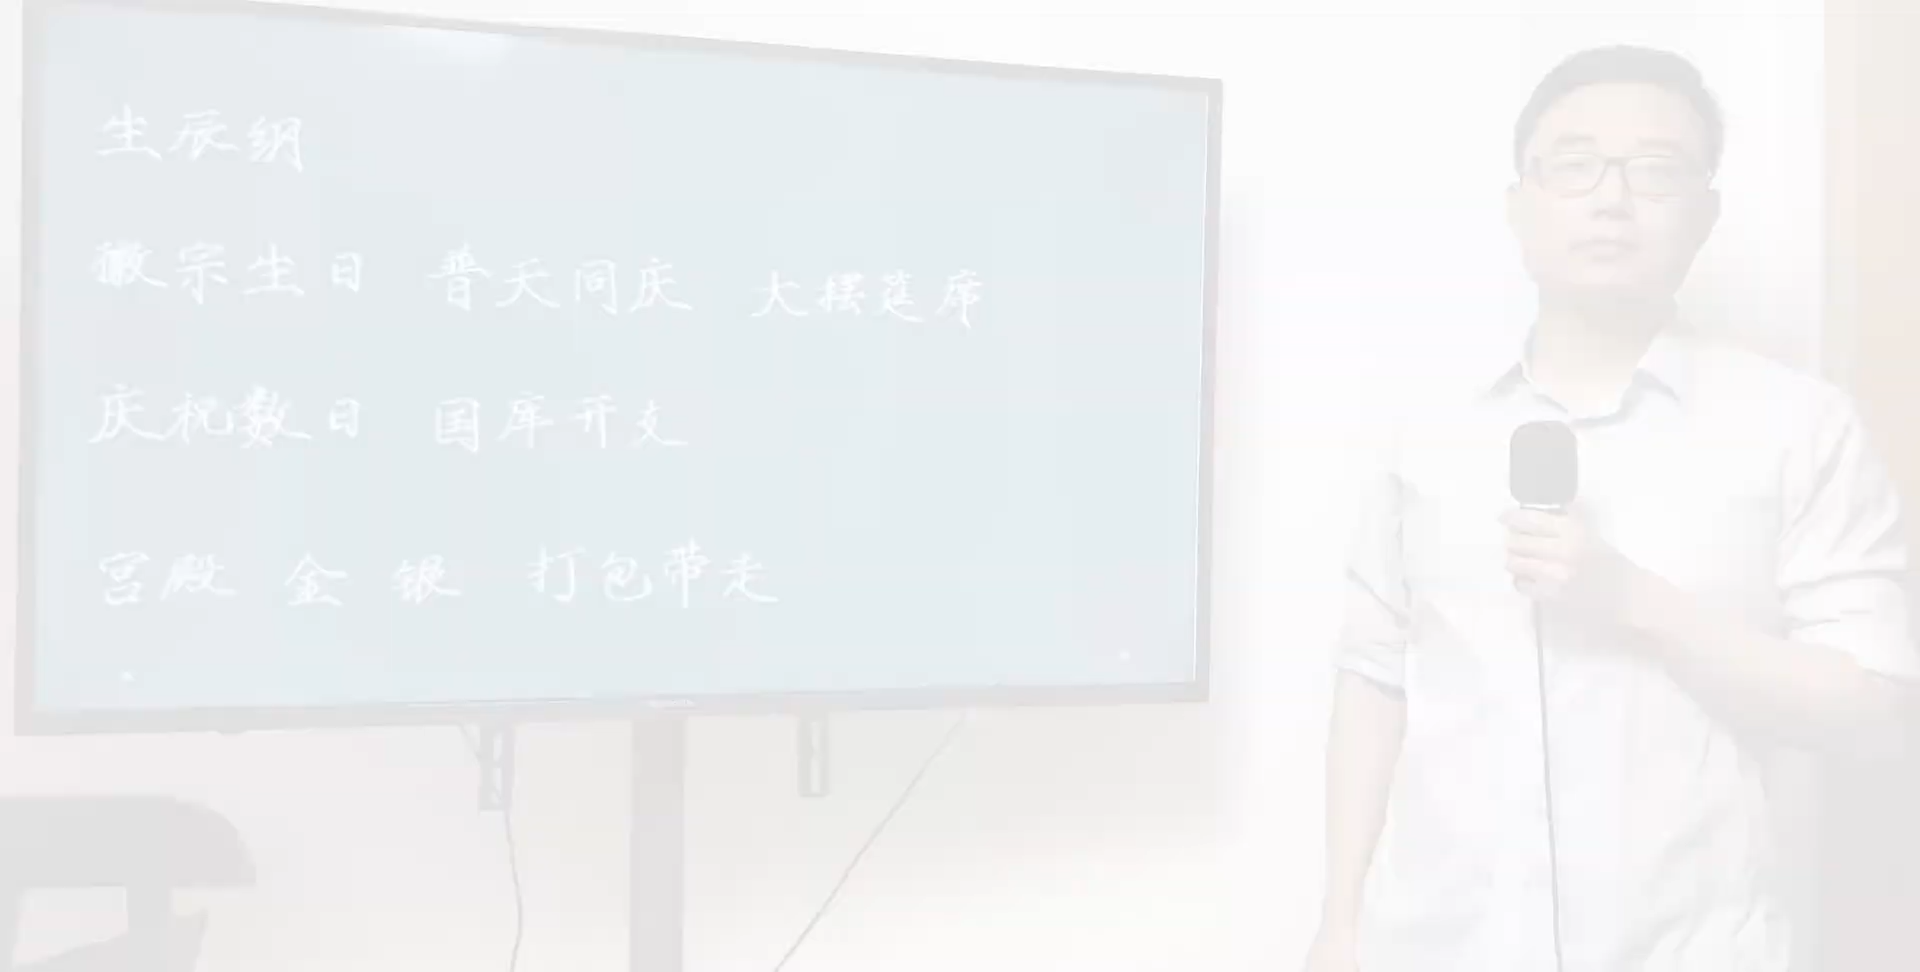 生辰纲
徽宗生日 普天同庆 大摆筵席
庆祝数日 国库开支
宫殿 金 银 打包带走